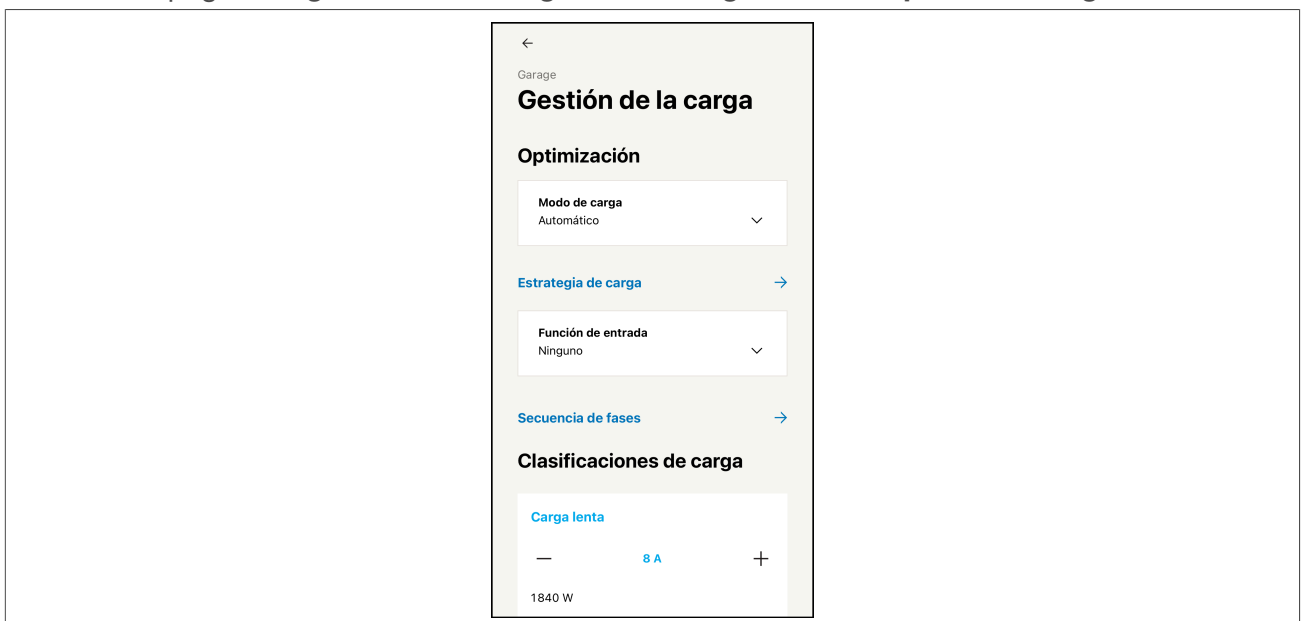 Garage
Gestión de la carga
Optimización
Modo de carga
Automático
Estrategia de carga
Función de entrada
Ninguno
Secuencia de fases
Clasificaciones de carga
Carga lenta
— 8 A +
1840 W